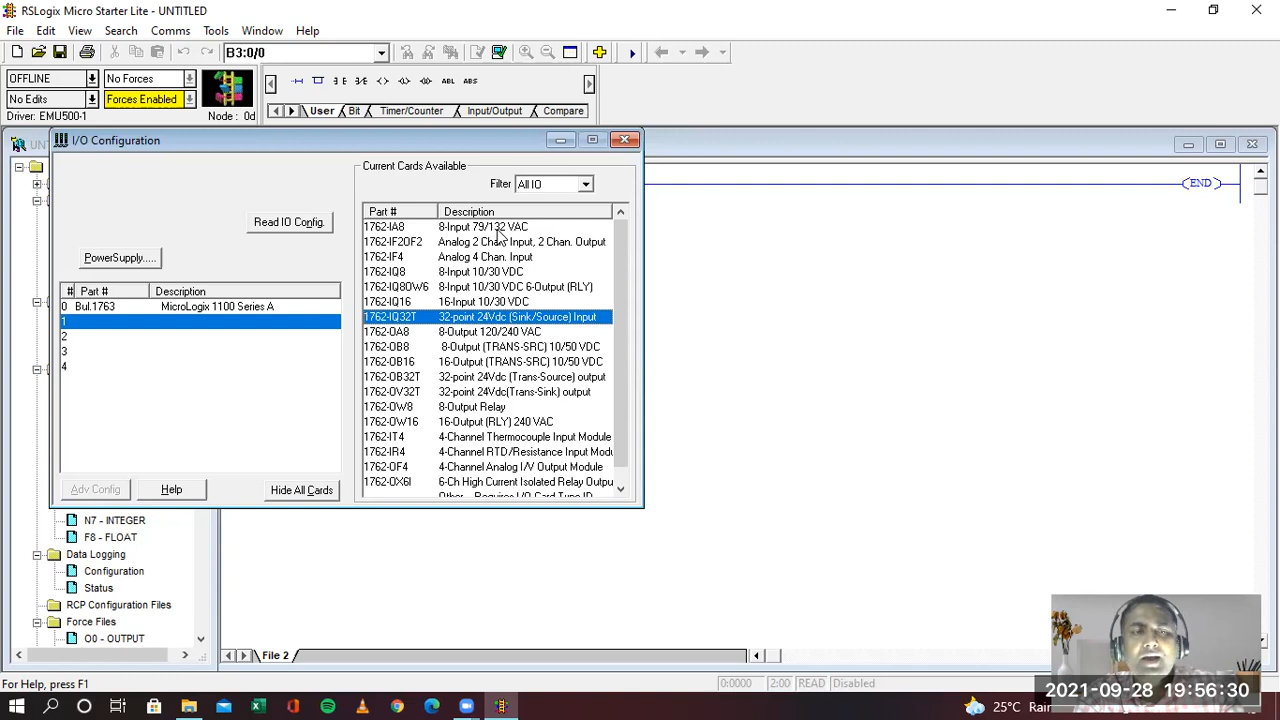 RSLogix Micro Starter Lite - UNTITLED
File Edit View Search Comms Tools Window Help
B3:0/0
OFFLINE No Forces
No Edits Forces Enabled
ABL ABS
Driver: EMU500-1 Node : 0d
User Bit Timer/Counter Input/Output Compare
I/O Configuration
Current Cards Available
Filter All IO
Read IO Config.
PowerSupply.....
# Part # Description
0 Bul.1763 MicroLogix 1100 Series A
1
2
3
4
Part # Description
1762-IA8 8-Input 79/132 VAC
1762-IF2OF2 Analog 2 Chan. Input, 2 Chan. Output
1762-IF4 Analog 4 Chan. Input
1762-IQ8 8-Input 10/30 VDC
1762-IQ8OW6 8-Input 10/30 VDC 6-Output (RLY)
1762-IQ16 16-Input 10/30 VDC
1762-IQ32T 32-point 24Vdc (Sink/Source) Input
1762-OA8 8-Output 120/240 VAC
1762-OB8 8-Output (TRANS-SRC) 10/50 VDC
1762-OB16 16-Output (TRANS-SRC) 10/50 VDC
1762-OB32T 32-point 24Vdc (Trans-Source) output
1762-OV32T 32-point 24Vdc(Trans-Sink) output
1762-OW8 8-Output Relay
1762-OW16 16-Output (RLY) 240 VAC
1762-IT4 4-Channel Thermocouple Input Module
1762-IR4 4-Channel RTD/Resistance Input Modu
1762-OF4 4-Channel Analog I/V Output Module
1762-OX6I 6-Ch High Current Isolated Relay Outpu
Other Requires I/O Card Type ID
Adv Config Help Hide All Cards
END
N7 - INTEGER
F8 - FLOAT
Data Logging
Configuration
Status
RCP Configuration Files
Force Files
O0 - OUTPUT
File 2
For Help, press F1
0:0000 2:00 READ Disabled
2021-09-28 19:56:30
25°C Rain